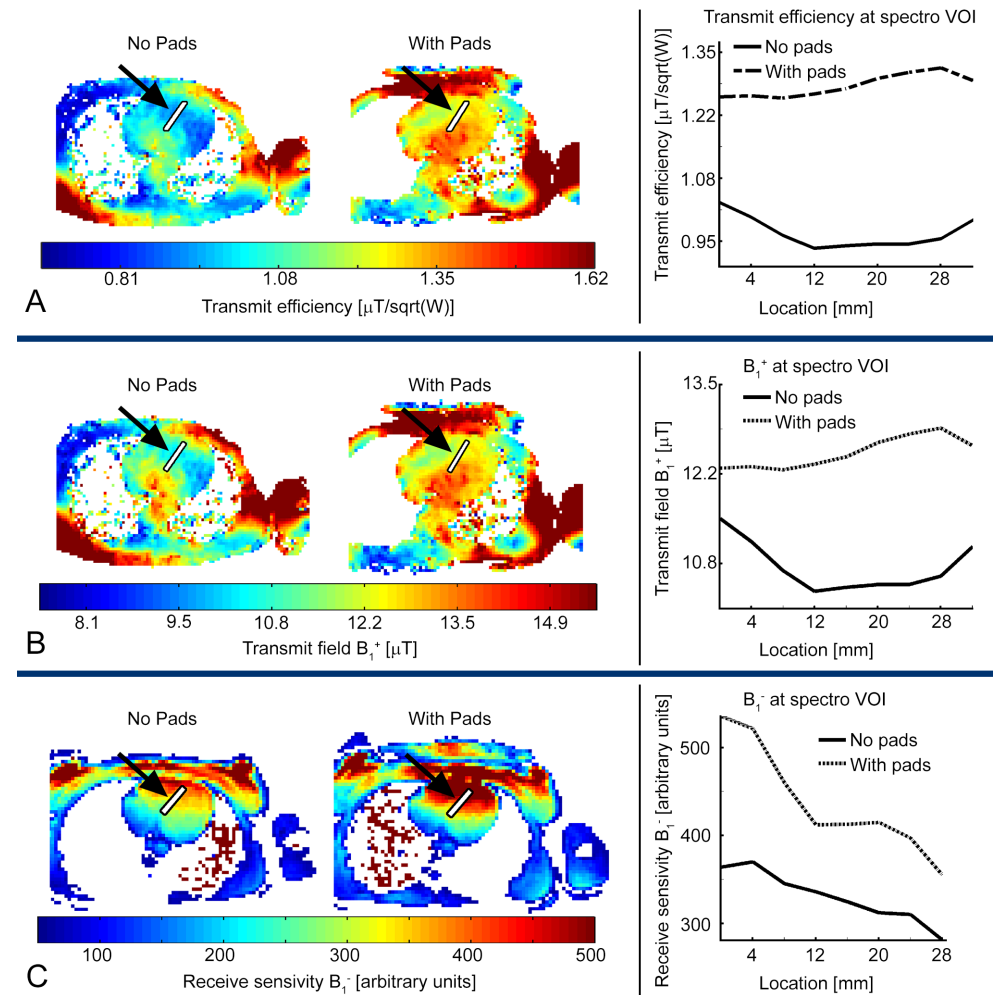 No Pads
With Pads
0.81
1.08
1.35
1.62
Transmit efficiency [μT/sqrt(W)]
A
Transmit efficiency at spectro VOI
No pads
With pads
Transmit efficiency [μT/sqrt(W)]
1.35
1.22
1.08
0.95
4
12
20
28
Location [mm]
No Pads
With Pads
8.1
9.5
10.8
12.2
13.5
14.9
Transmit field B₁⁺ [μT]
B
B₁⁺ at spectro VOI
No pads
With pads
Transmit field B₁⁺ [μT]
13.5
12.2
10.8
4
12
20
28
Location [mm]
No Pads
With Pads
100
200
300
400
500
Receive sensivity B₁⁻ [arbitrary units]
C
B₁⁻ at spectro VOI
No pads
With pads
Receive sensivity B₁⁻ [arbitrary units]
500
400
300
4
12
20
28
Location [mm]